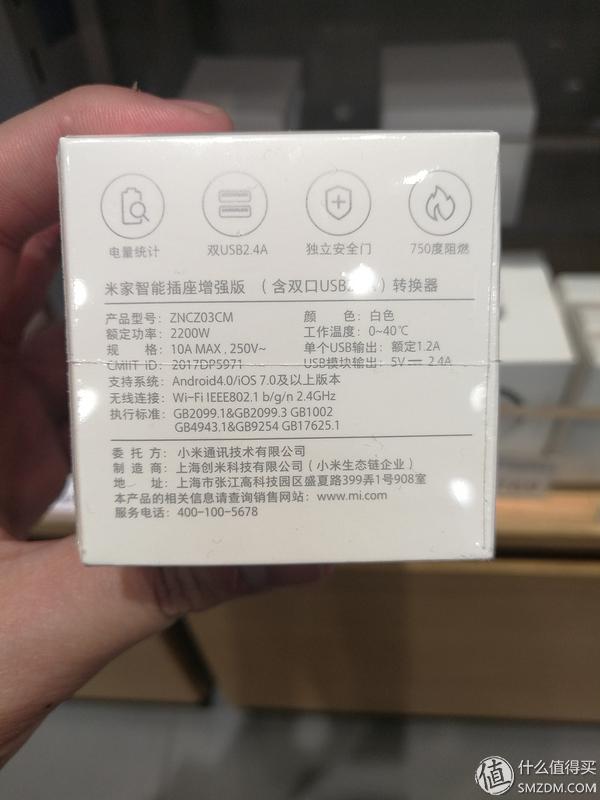 电量统计 双USB2.4A 独立安全门 750度阻燃
米家智能插座增强版 (含双口USB2 ) 转换器
产品型号: ZNCZ03CM 颜 色: 白色
额定功率: 2200W 工作温度: 0~40℃
规 格: 10A MAX , 250V~ 单个USB输出: 额定1.2A
CMIIT ID: 2017DP5971 USB模块输出: 5V⎓2.4A
支持系统: Android4.0/iOS 7.0及以上版本
无线连接: Wi-Fi IEEE802.1 b/g/n 2.4GHz
执行标准: GB2099.1&GB2099.3 GB1002
GB4943.1&GB9254 GB17625.1
委 托 方: 小米通讯技术有限公司
制 造 商: 上海创米科技有限公司 (小米生态链企业)
地 址: 上海市张江高科技园区盛夏路399弄1号908室
本产品的相关信息请查询销售网站: www.mi.com
服务电话: 400-100-5678
值 什么值得买
SMZDM.COM